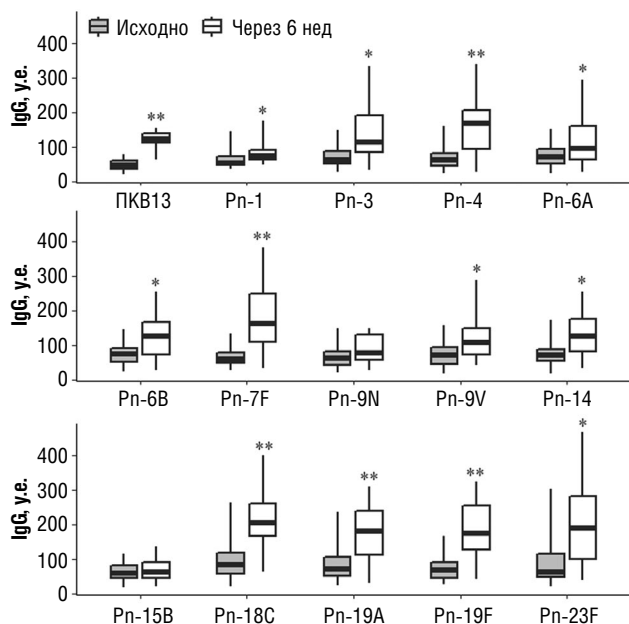 Исходно Через 6 нед
IgG, у.е.
400
300
200
100
0
** * * ** *
ПКВ13 Pn-1 Pn-3 Pn-4 Pn-6A
IgG, у.е.
400
300
200
100
0
* ** * *
Pn-6B Pn-7F Pn-9N Pn-9V Pn-14
IgG, у.е.
400
300
200
100
0
** ** ** *
Pn-15B Pn-18C Pn-19A Pn-19F Pn-23F